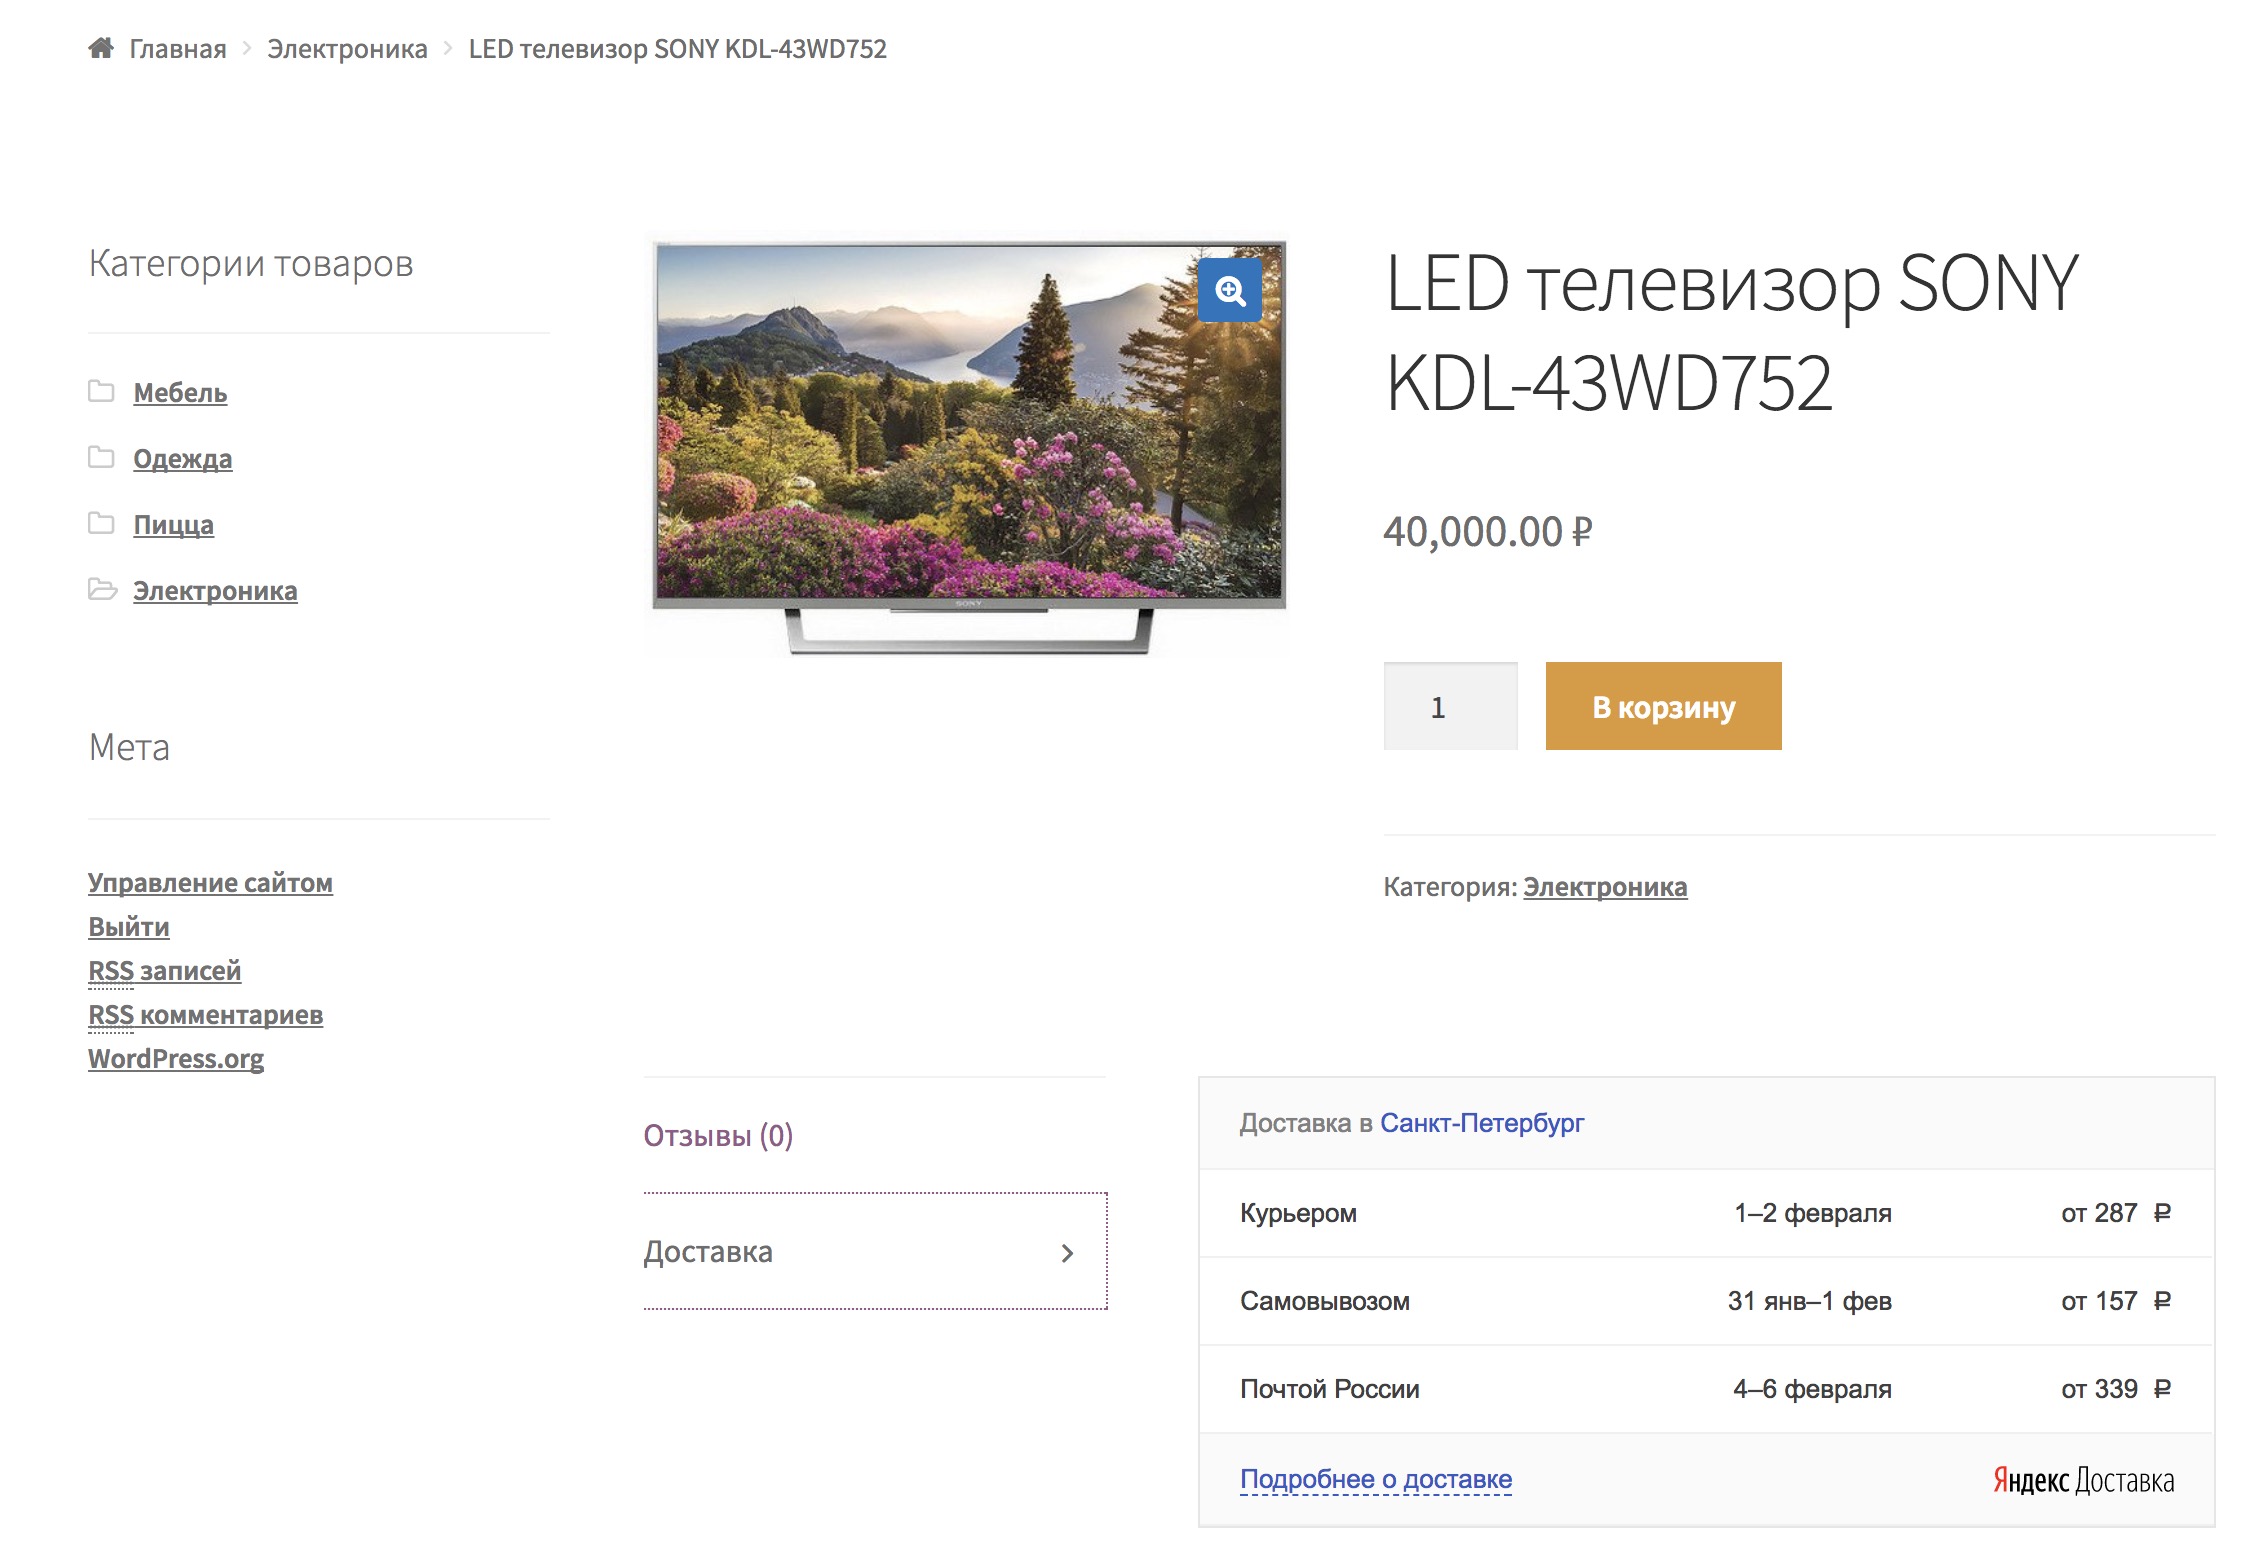 Главная > Электроника > LED телевизор SONY KDL-43WD752
Категории товаров
Мебель
Одежда
Пицца
Электроника
Мета
Управление сайтом
Выйти
RSS записей
RSS комментариев
WordPress.org
SONY
LED телевизор SONY
KDL-43WD752
40,000.00 ₽
1
В корзину
Категория: Электроника
Отзывы (0)
Доставка
Доставка в Санкт-Петербург
Курьером 1–2 февраля от 287 ₽
Самовывозом 31 янв–1 фев от 157 ₽
Почтой России 4–6 февраля от 339 ₽
Подробнее о доставке
Яндекс Доставка